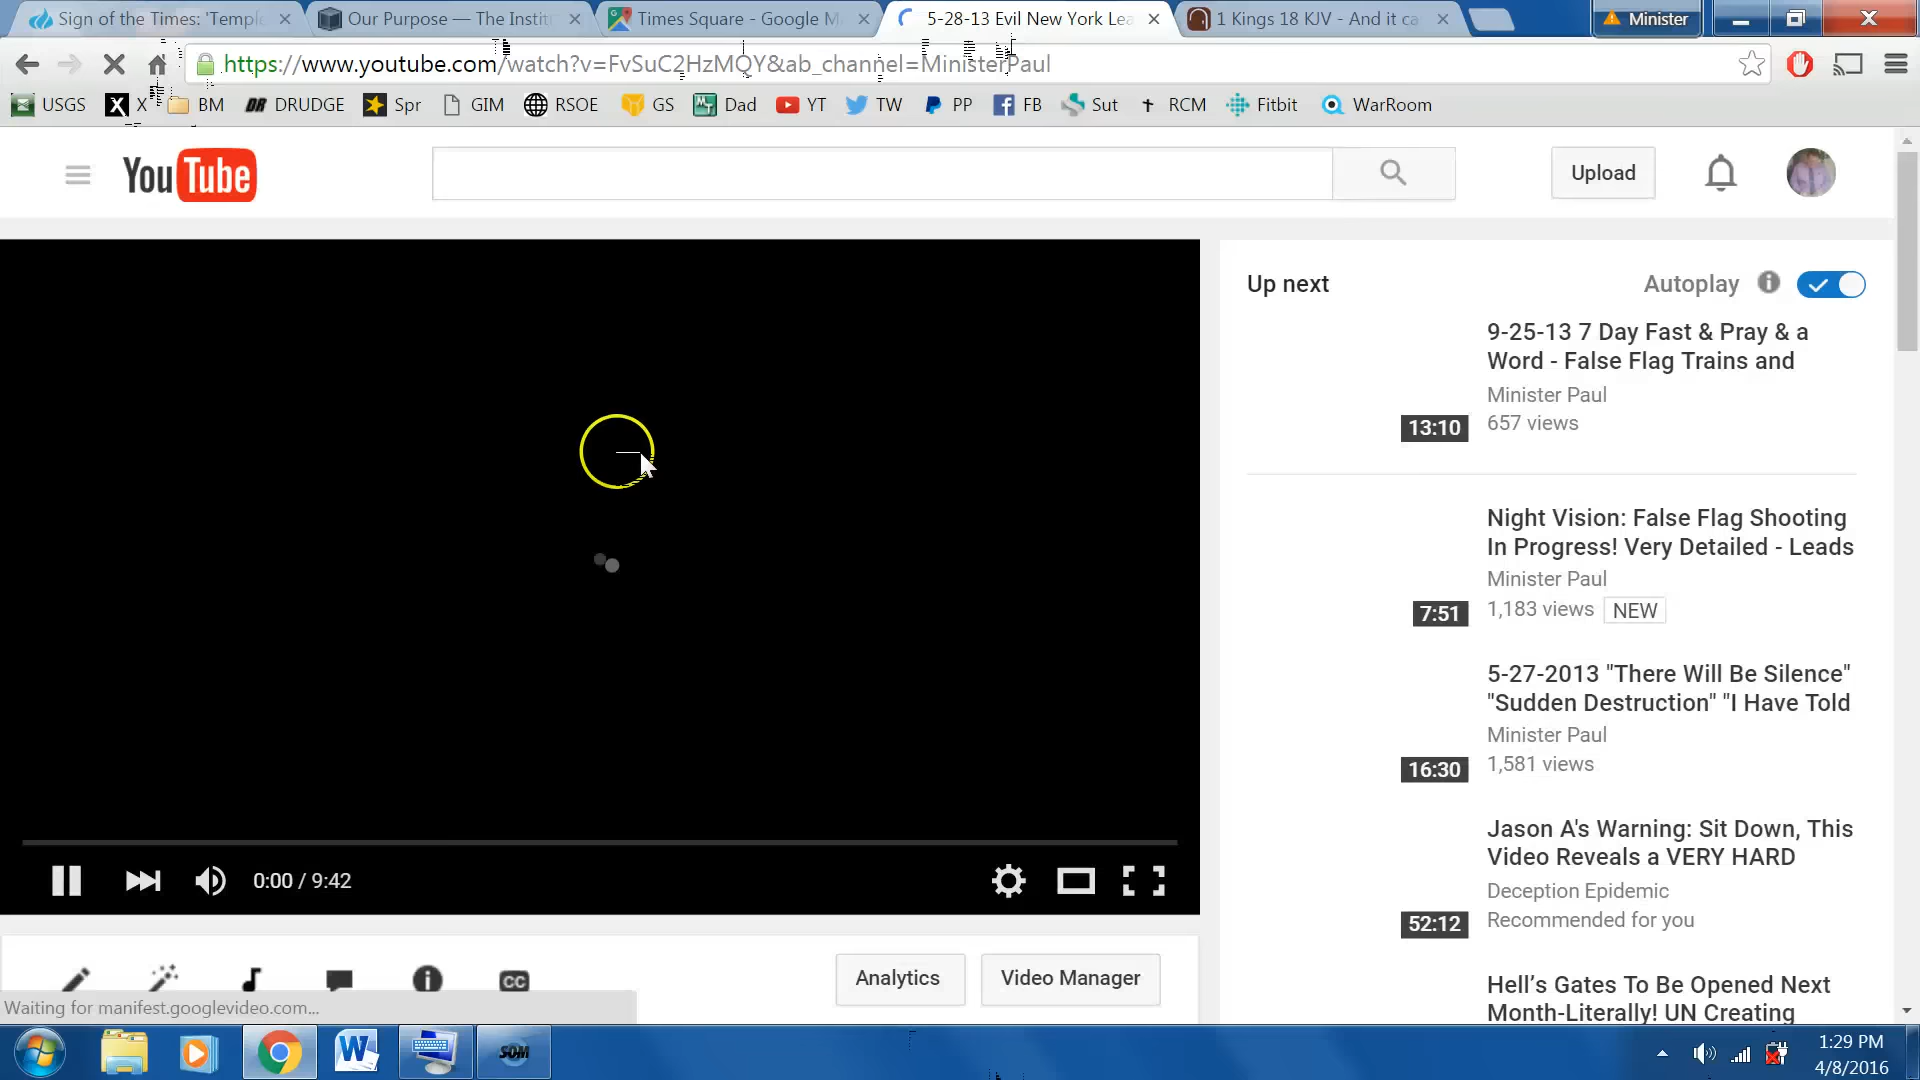 Sign of the Times: 'Templ
Our Purpose — The Instit
Times Square - Google M
5-28-13 Evil New York Lea
1 Kings 18 KJV - And it ca
Minister
https://www.youtube.com/watch?v=FvSuC2HzMQY&ab_channel=MinisterPaul
USGS X BM DRUDGE Spr GIM RSOE GS Dad YT TW PP FB Sut RCM Fitbit WarRoom
YouTube
Upload
Up next
Autoplay
9-25-13 7 Day Fast & Pray & a
Word - False Flag Trains and
Minister Paul
657 views
13:10
Night Vision: False Flag Shooting
In Progress! Very Detailed - Leads
Minister Paul
1,183 views NEW
7:51
5-27-2013 "There Will Be Silence"
"Sudden Destruction" "I Have Told
Minister Paul
1,581 views
16:30
Jason A's Warning: Sit Down, This
Video Reveals a VERY HARD
Deception Epidemic
Recommended for you
52:12
Hell's Gates To Be Opened Next
Month-Literally! UN Creating
0:00 / 9:42
CC
Analytics
Video Manager
Waiting for manifest.googlevideo.com...
SOM
1:29 PM
4/8/2016